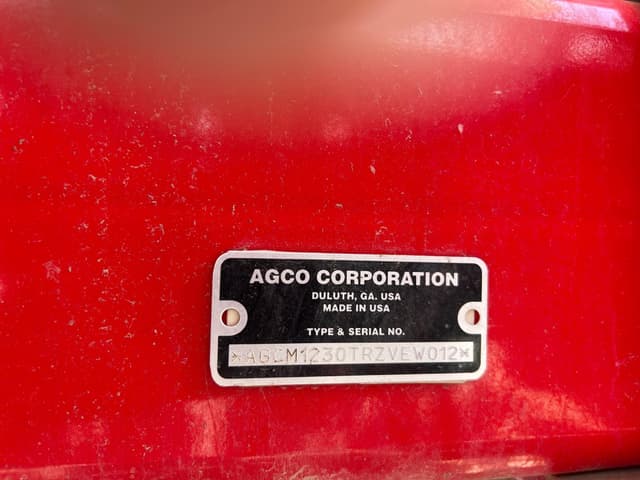 AGCO CORPORATION
DULUTH, GA. USA
MADE IN USA
TYPE & SERIAL NO.
*AGCM1230TRZVEW012*